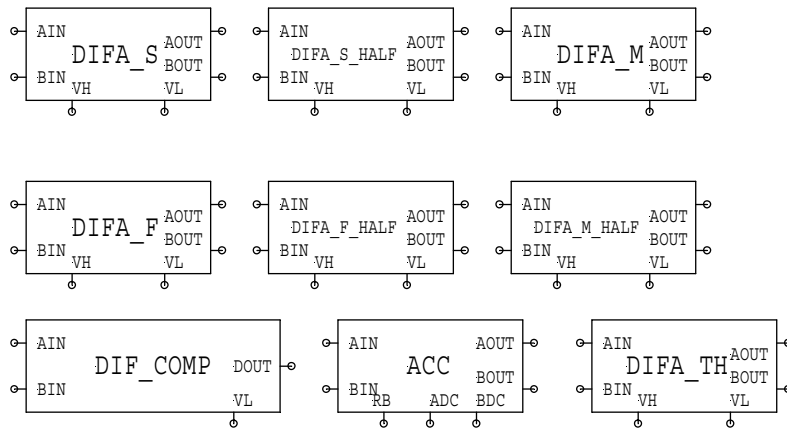 AIN
DIFA_S
AOUT
BIN
BOUT
VH
VL
AIN
DIFA_S_HALF
AOUT
BIN
BOUT
VH
VL
AIN
DIFA_M
AOUT
BIN
BOUT
VH
VL
AIN
DIFA_F
AOUT
BIN
BOUT
VH
VL
AIN
DIFA_F_HALF
AOUT
BIN
BOUT
VH
VL
AIN
DIFA_M_HALF
AOUT
BIN
BOUT
VH
VL
AIN
DIF_COMP
DOUT
BIN
VL
AIN
ACC
AOUT
BIN
BOUT
RB
ADC
BDC
AIN
DIFA_TH
AOUT
BIN
BOUT
VH
VL